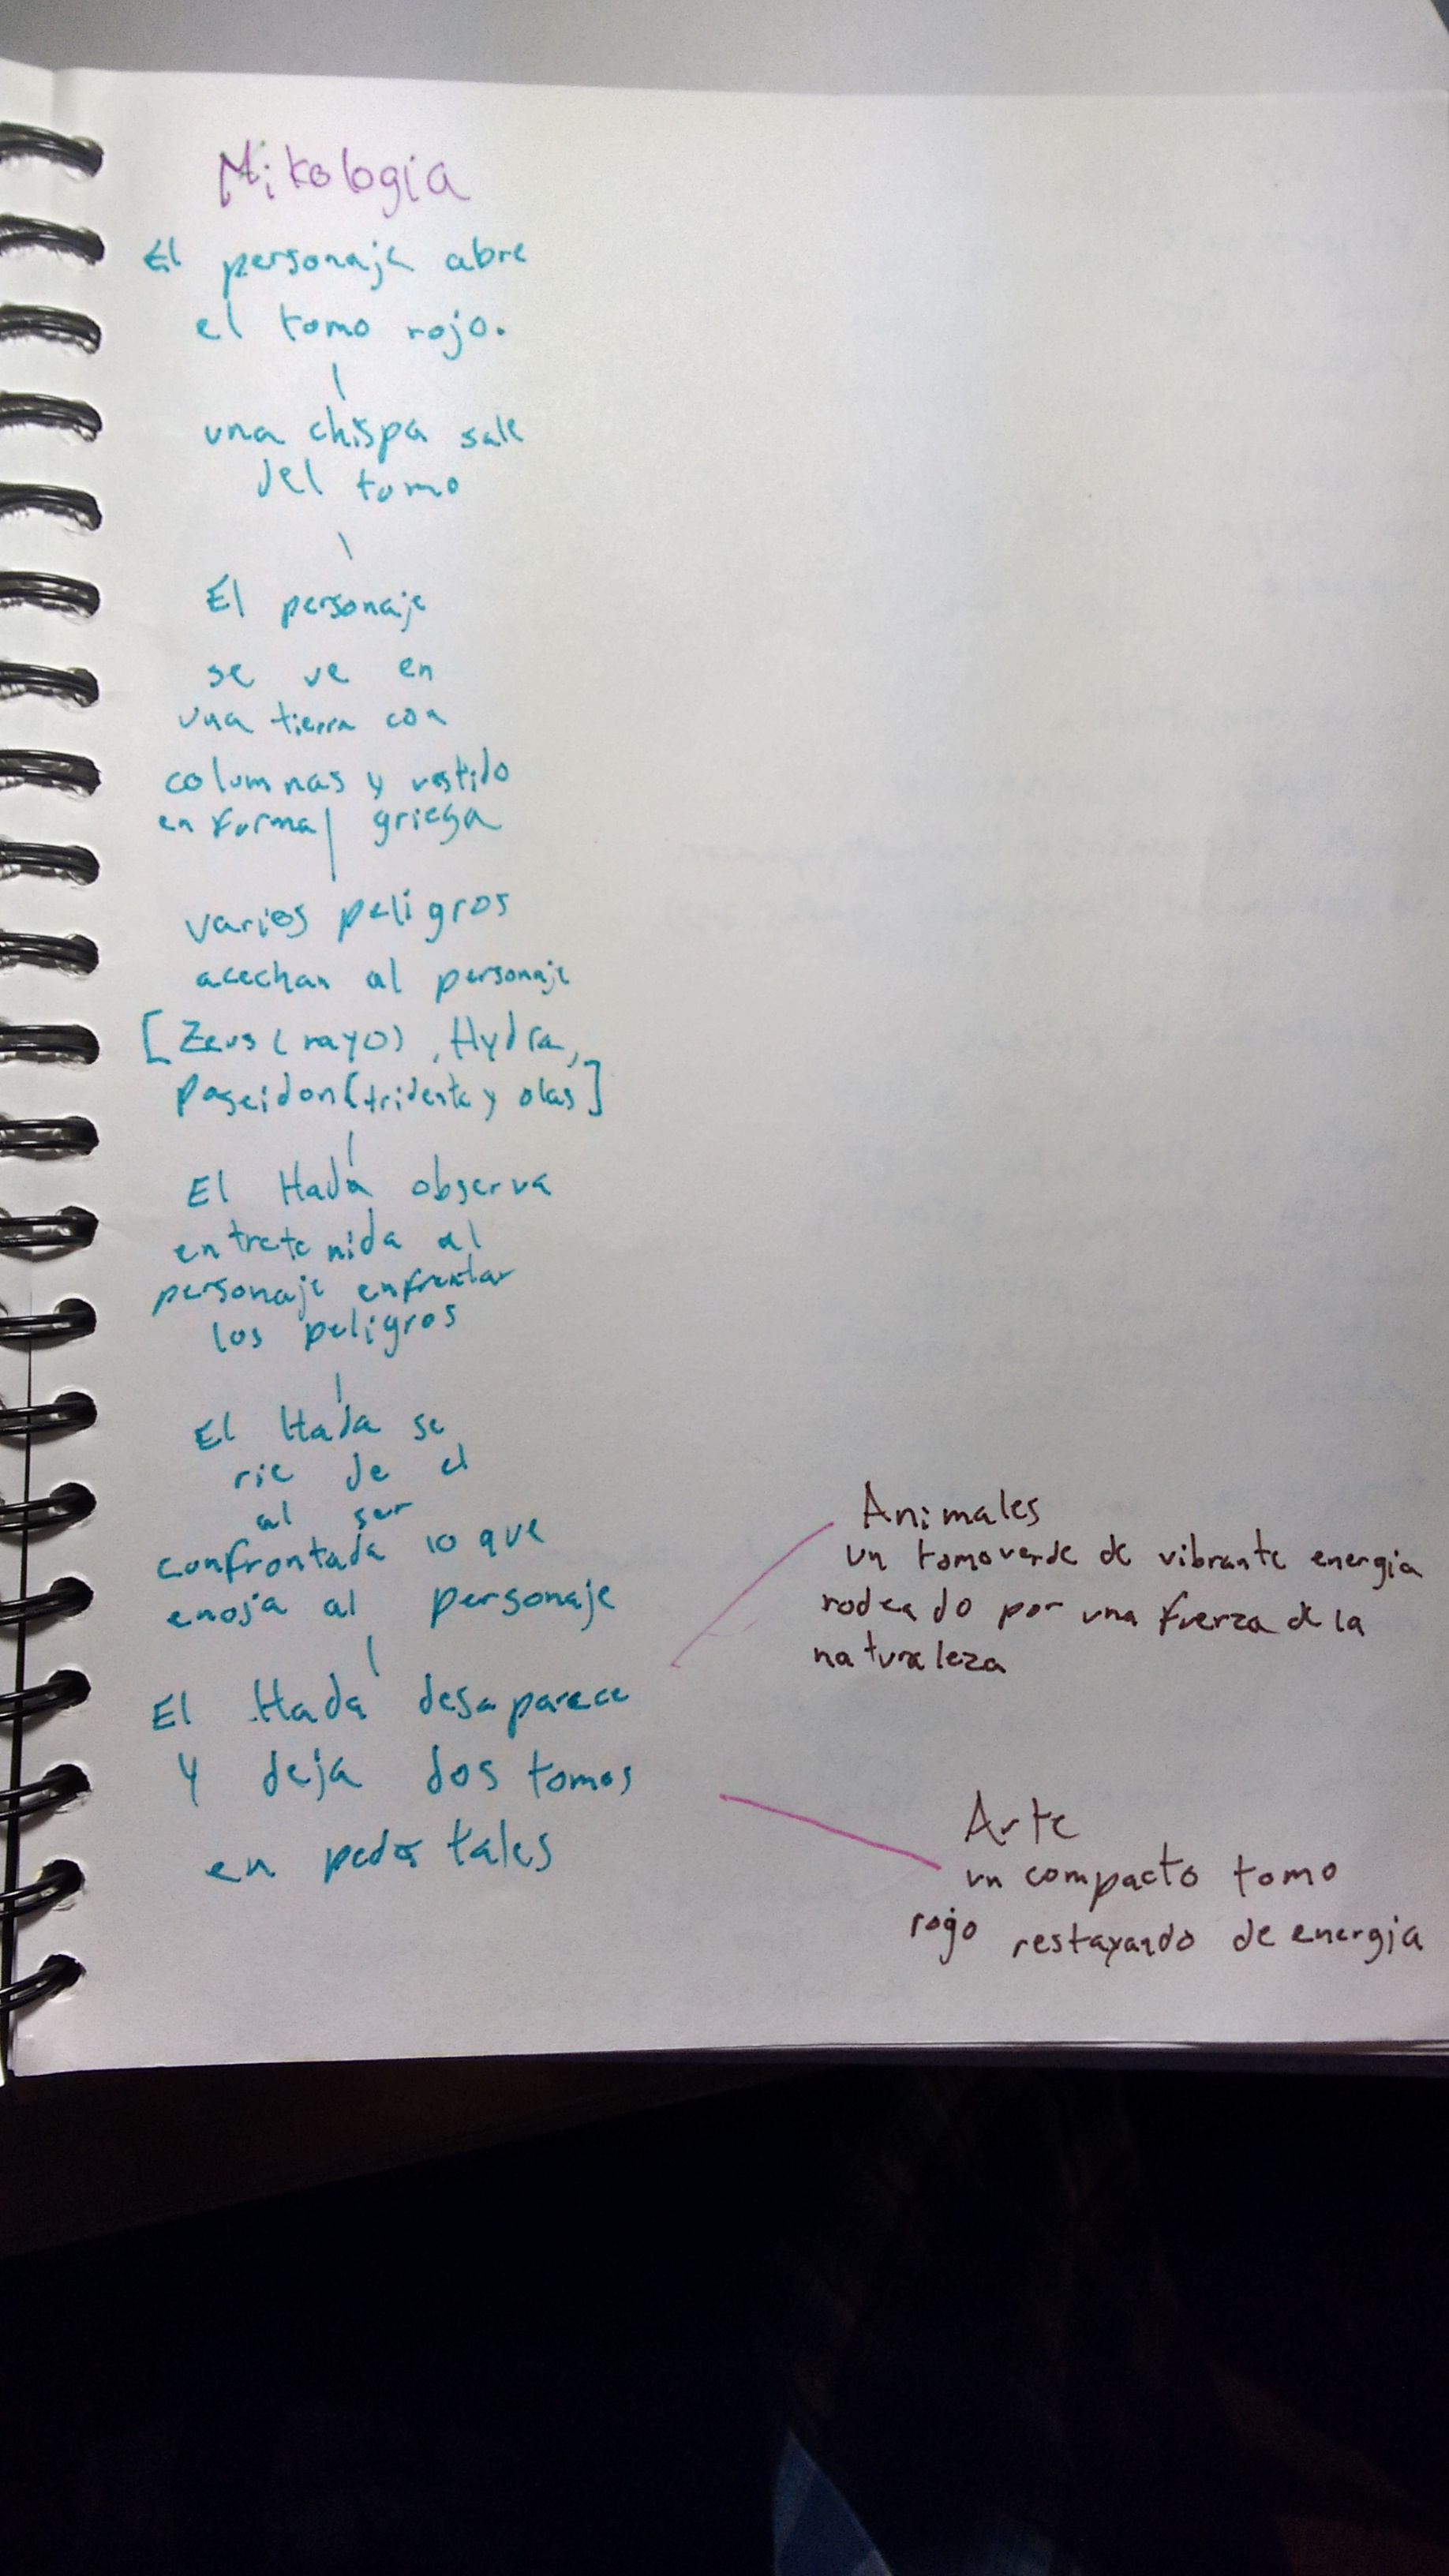 Mitologia
El personaje abre
el tomo rojo.
una chispa sale
del tomo
El personaje
se ve en
una tierra con
columnas y vestido
en forma griega
varios peligros
acechan al personaje
[Zeus (rayo), Hydra,
Poseidon [tridente y olas]
El Hada observa
entretenida al
personaje enfrentar
los peligros
El Hada se
rie de el
al ser
confrontada lo que
enoja al personaje
El Hada desaparece
y deja dos tomos
en pedestales
Animales
un tomo verde de vibrante energia
rodeado por una fuerza de la
naturaleza
Arte
un compacto tomo
rojo restayando de energia